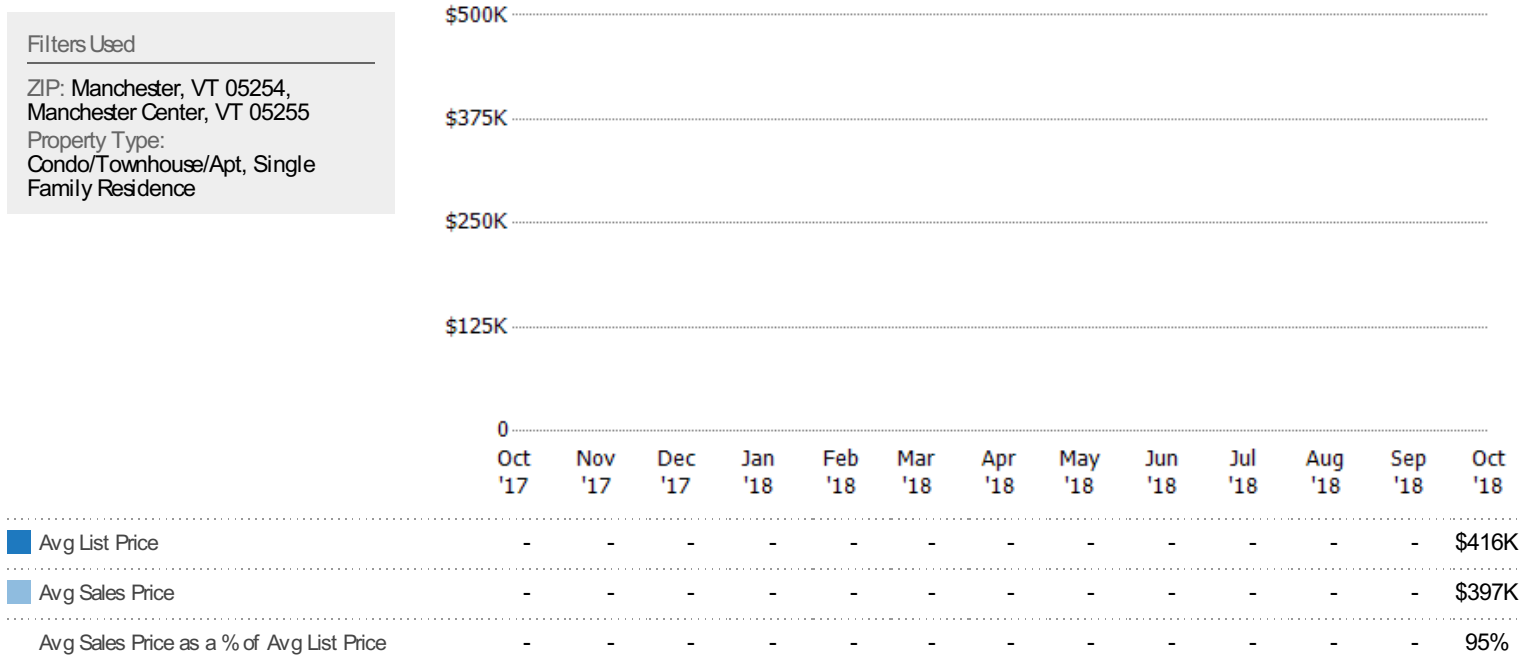 Filters Used
ZIP: Manchester, VT 05254,
Manchester Center, VT 05255
Property Type:
Condo/Townhouse/Apt, Single
Family Residence
$500K
$375K
$250K
$125K
0
Oct Nov Dec Jan Feb Mar Apr May Jun Jul Aug Sep Oct
'17 '17 '17 '18 '18 '18 '18 '18 '18 '18 '18 '18 '18
Avg List Price - - - - - - - - - - - - $416K
Avg Sales Price - - - - - - - - - - - - $397K
Avg Sales Price as a % of Avg List Price - - - - - - - - - - - - 95%